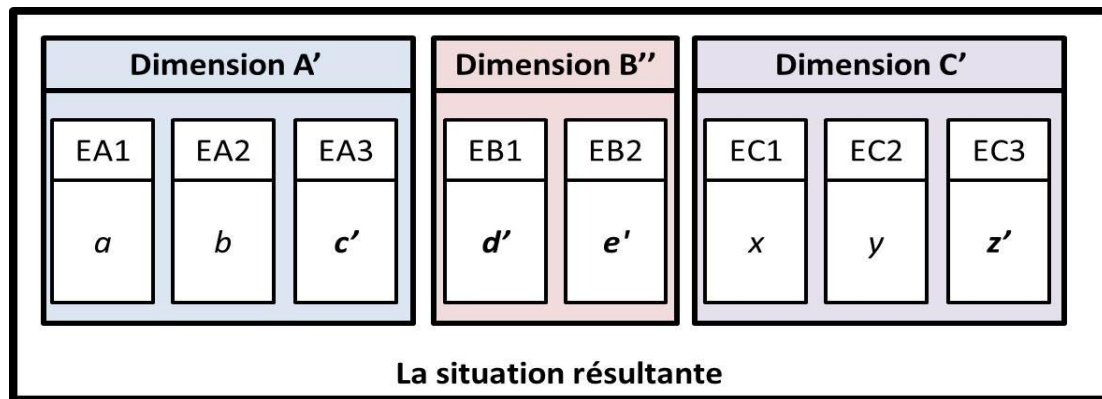 Dimension A’ Dimension B’’ Dimension C’
EA1 EA2 EA3 EB1 EB2 EC1 EC2 EC3
a b c’ d’ e' x y z’
La situation résultante